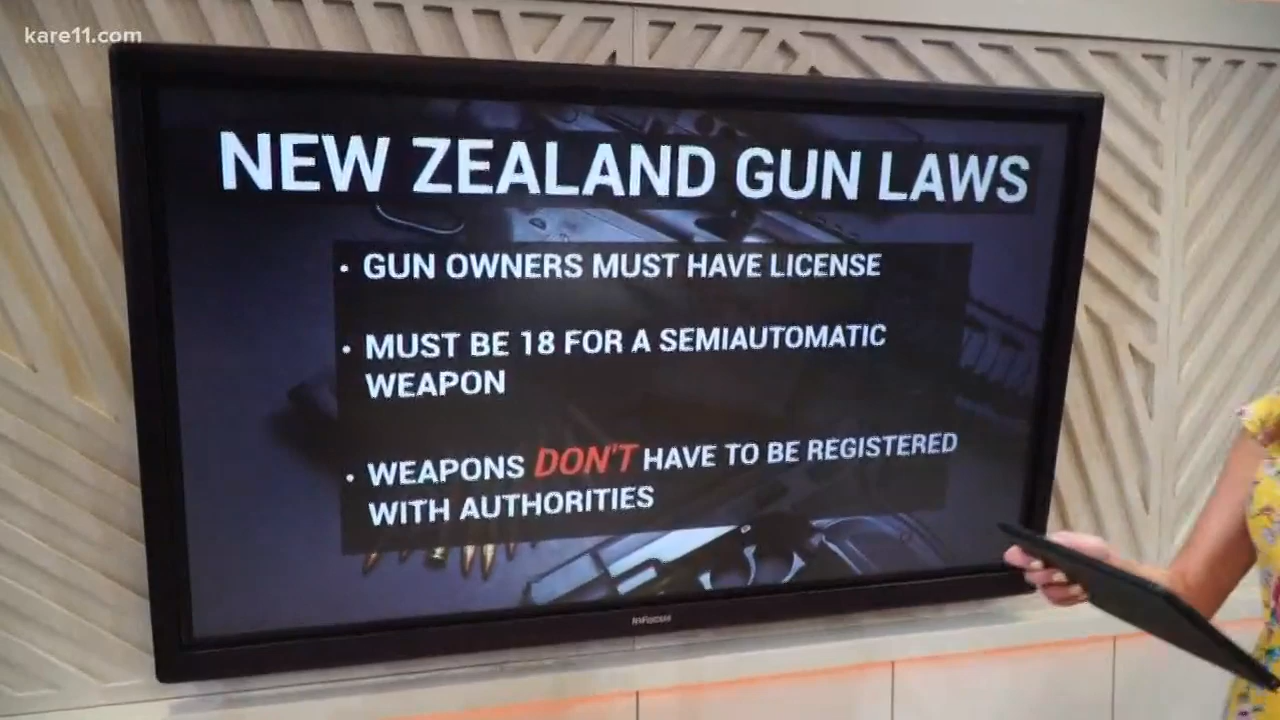 kare11.com
NEW ZEALAND GUN LAWS
• GUN OWNERS MUST HAVE LICENSE
• MUST BE 18 FOR A SEMIAUTOMATIC
WEAPON
• WEAPONS DON'T HAVE TO BE REGISTERED
WITH AUTHORITIES
InFocus